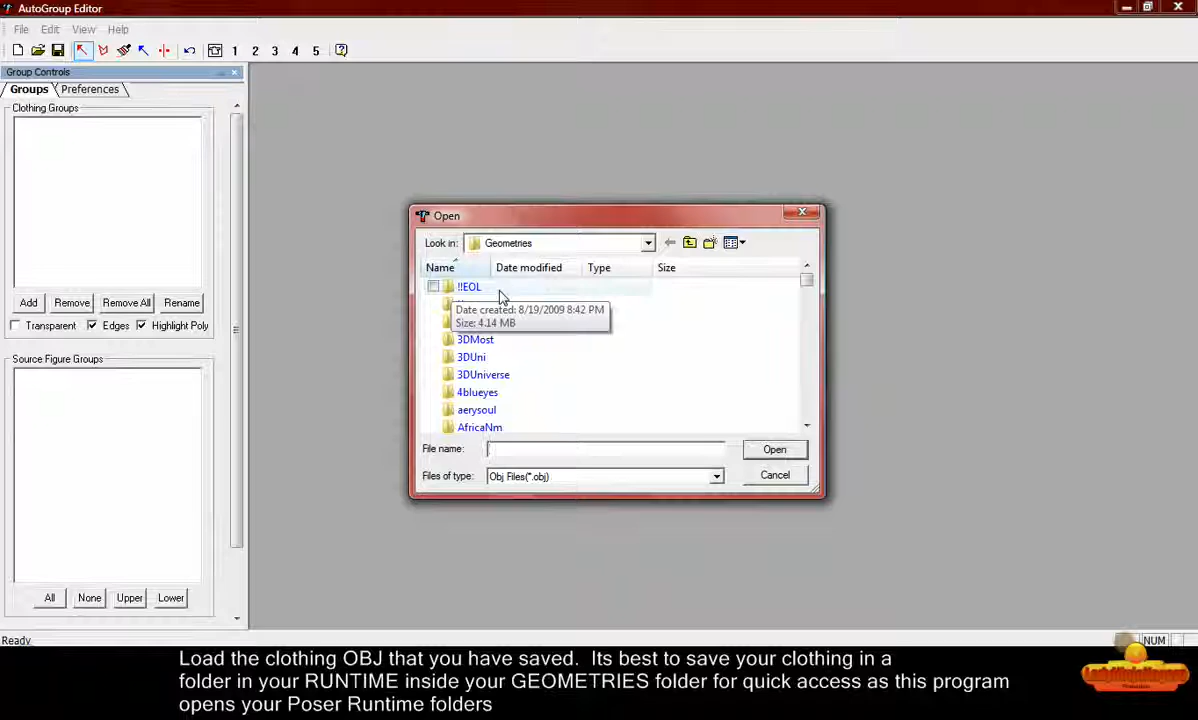 AutoGroup Editor
File Edit View Help
1 2 3 4 5
Group Controls
Groups Preferences
Clothing Groups
Add Remove Remove All Rename
Transparent Edges Highlight Poly
Source Figure Groups
All None Upper Lower
Open
Look in: Geometries
Name Date modified Type Size
!!EOL
Date created: 8/19/2009 8:42 PM
Size: 4.14 MB
3DMost
3DUni
3DUniverse
4blueyes
aerysoul
AfricaNm
File name: Open
Files of type: Obj Files(*.obj) Cancel
Ready NUM
Load the clothing OBJ that you have saved. Its best to save your clothing in a
folder in your RUNTIME inside your GEOMETRIES folder for quick access as this program
opens your Poser Runtime folders